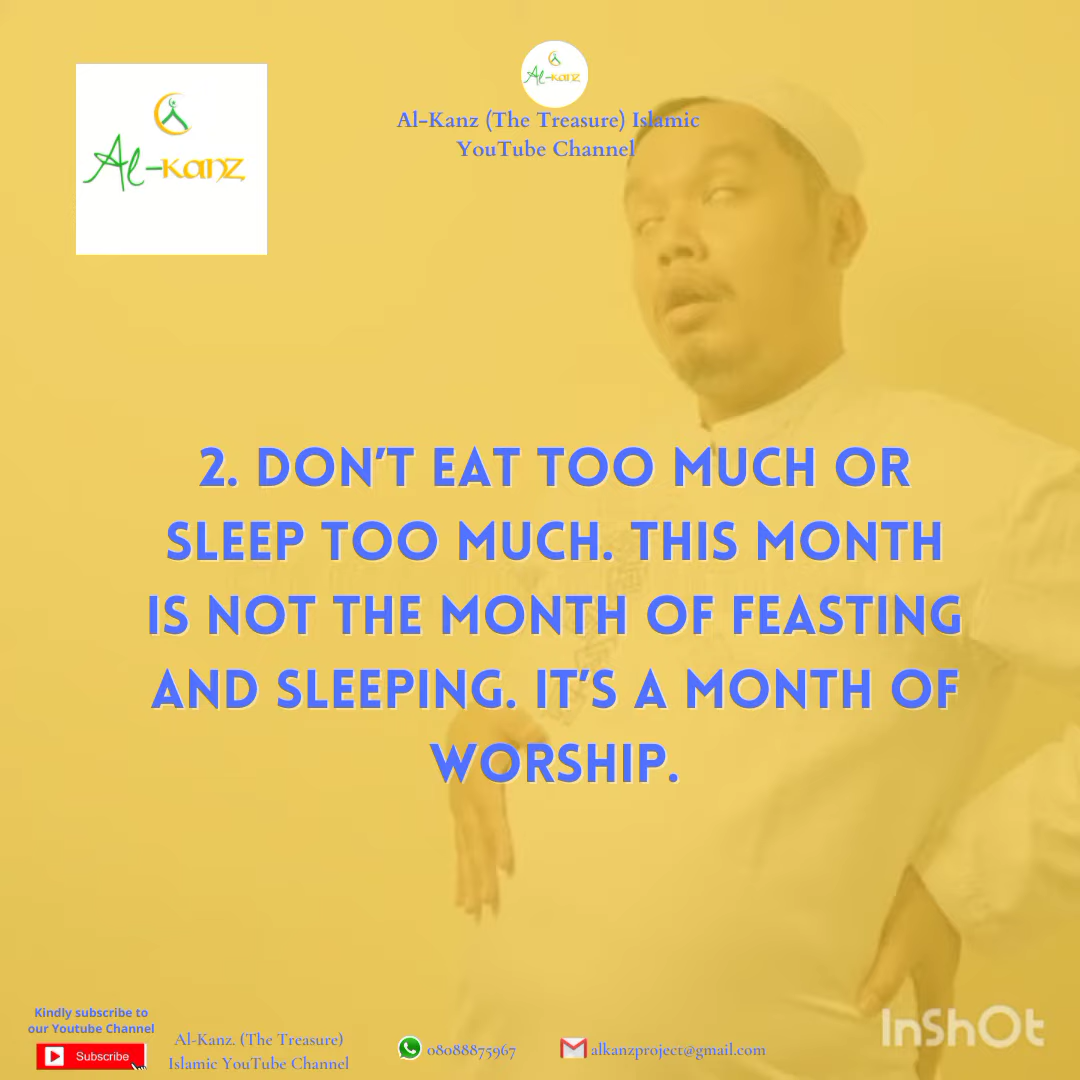 Al-kanz
Al-kanz
Al-Kanz (The Treasure) Islamic
YouTube Channel
2. DON'T EAT TOO MUCH OR
SLEEP TOO MUCH. THIS MONTH
IS NOT THE MONTH OF FEASTING
AND SLEEPING. IT'S A MONTH OF
WORSHIP.
Kindly subscribe to
our Youtube Channel
Subscribe
Al-Kanz. (The Treasure)
Islamic YouTube Channel
08088875967
alkanzproject@gmail.com
InShOt